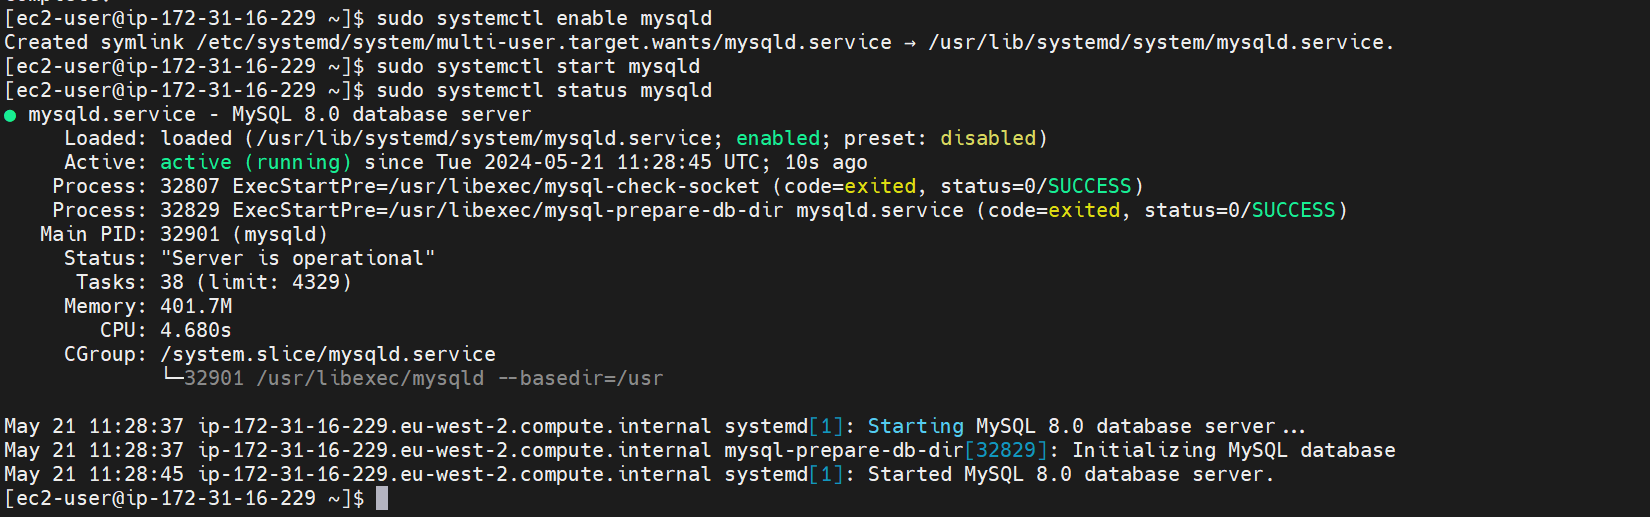 [ec2-user@ip-172-31-16-229 ~]$ sudo systemctl enable mysqld
Created symlink /etc/systemd/system/multi-user.target.wants/mysqld.service → /usr/lib/systemd/system/mysqld.service.
[ec2-user@ip-172-31-16-229 ~]$ sudo systemctl start mysqld
[ec2-user@ip-172-31-16-229 ~]$ sudo systemctl status mysqld
● mysqld.service - MySQL 8.0 database server
     Loaded: loaded (/usr/lib/systemd/system/mysqld.service; enabled; preset: disabled)
     Active: active (running) since Tue 2024-05-21 11:28:45 UTC; 10s ago
    Process: 32807 ExecStartPre=/usr/libexec/mysql-check-socket (code=exited, status=0/SUCCESS)
    Process: 32829 ExecStartPre=/usr/libexec/mysql-prepare-db-dir mysqld.service (code=exited, status=0/SUCCESS)
   Main PID: 32901 (mysqld)
     Status: "Server is operational"
      Tasks: 38 (limit: 4329)
     Memory: 401.7M
        CPU: 4.680s
     CGroup: /system.slice/mysqld.service
             └─32901 /usr/libexec/mysqld --basedir=/usr
May 21 11:28:37 ip-172-31-16-229.eu-west-2.compute.internal systemd[1]: Starting MySQL 8.0 database server...
May 21 11:28:37 ip-172-31-16-229.eu-west-2.compute.internal mysql-prepare-db-dir[32829]: Initializing MySQL database
May 21 11:28:45 ip-172-31-16-229.eu-west-2.compute.internal systemd[1]: Started MySQL 8.0 database server.
[ec2-user@ip-172-31-16-229 ~]$